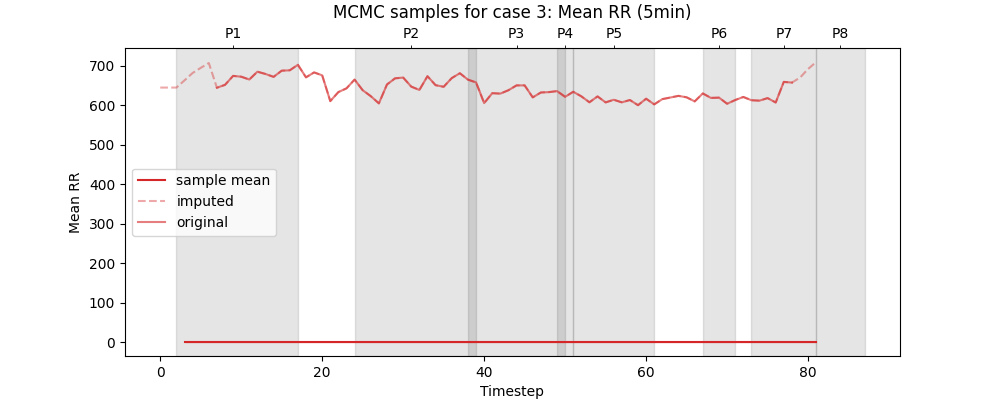 MCMC samples for case 3: Mean RR (5min)
P1 P2 P3 P4 P5 P6 P7 P8
700
600
500
400
300
200
100
0
Mean RR
sample mean
imputed
original
0 20 40 60 80
Timestep